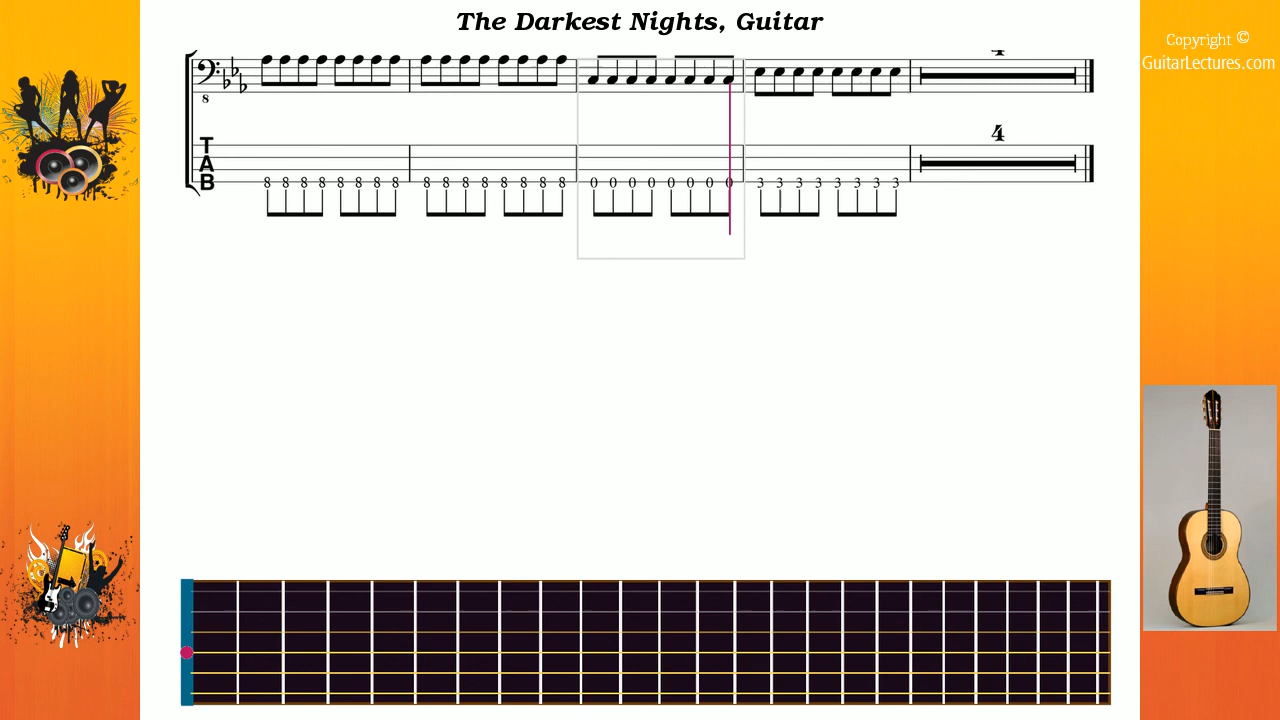 The Darkest Nights, Guitar
Copyright ©
GuitarLectures.com
8
4
T
A
B
8 8 8 8 8 8 8 8 8 8 8 8 8 8 8 8 0 0 0 0 0 0 0 0 3 3 3 3 3 3 3 3